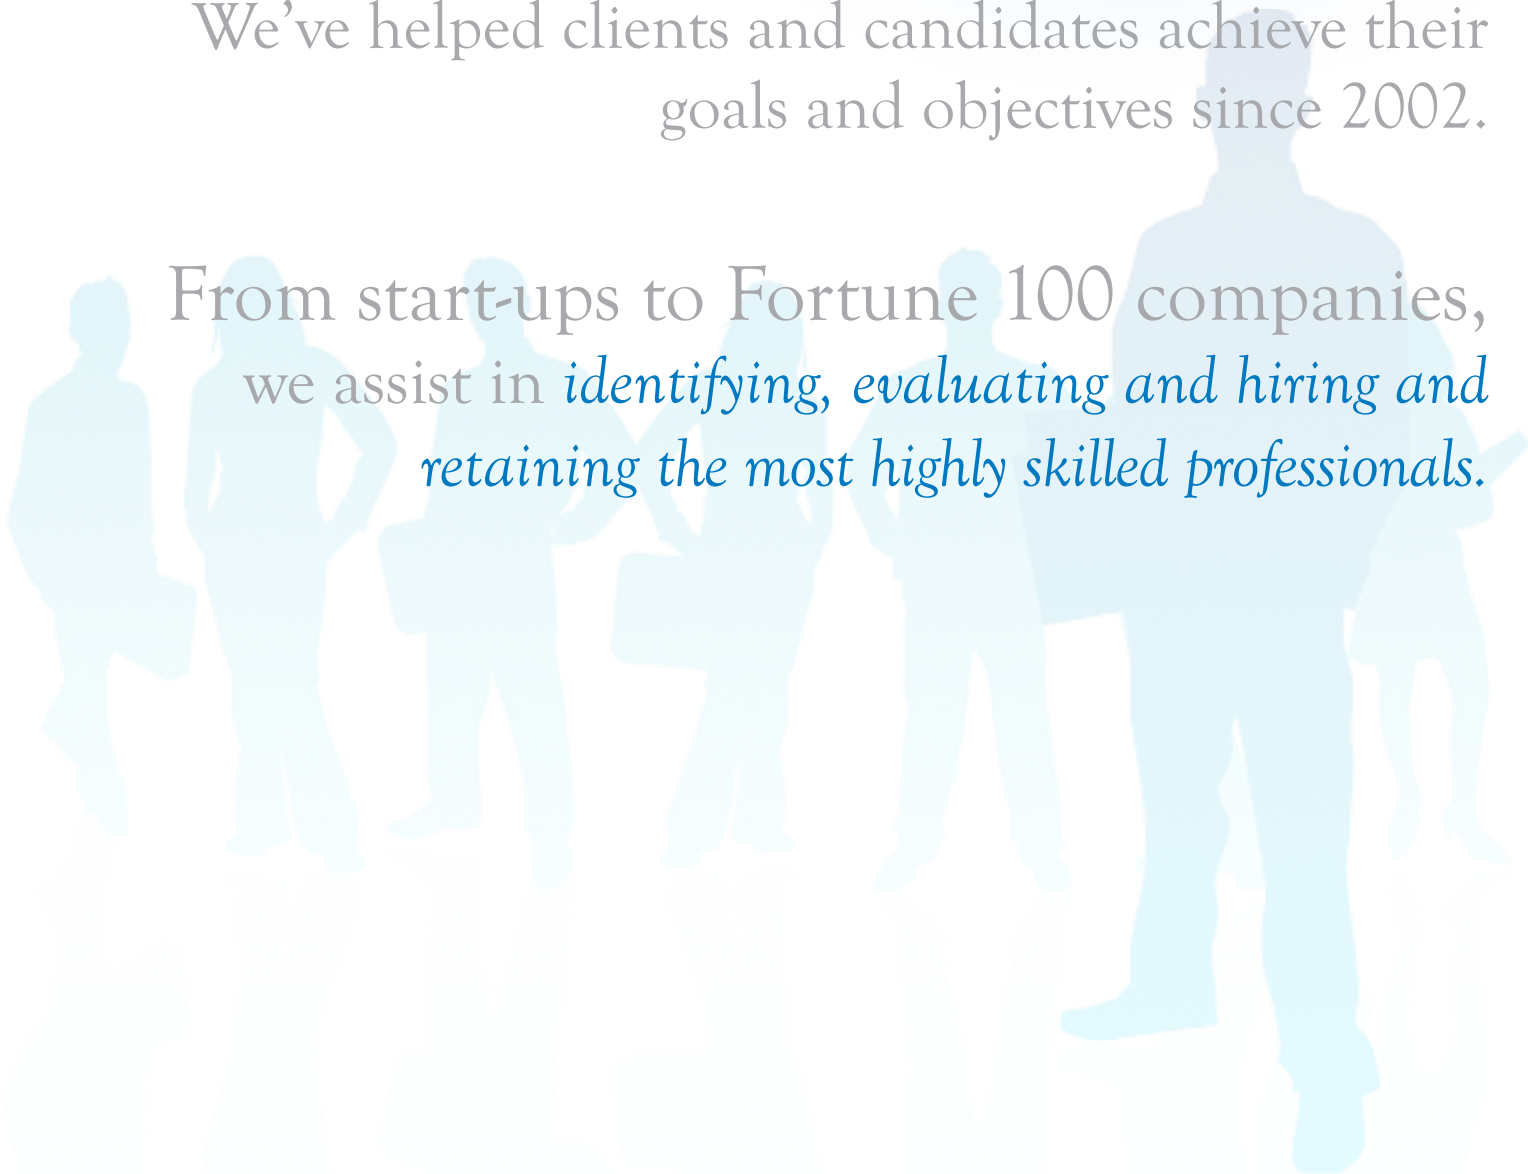 We’ve helped clients and candidates achieve their
goals and objectives since 2002.
From start-ups to Fortune 100 companies,
we assist in identifying, evaluating and hiring and
retaining the most highly skilled professionals.